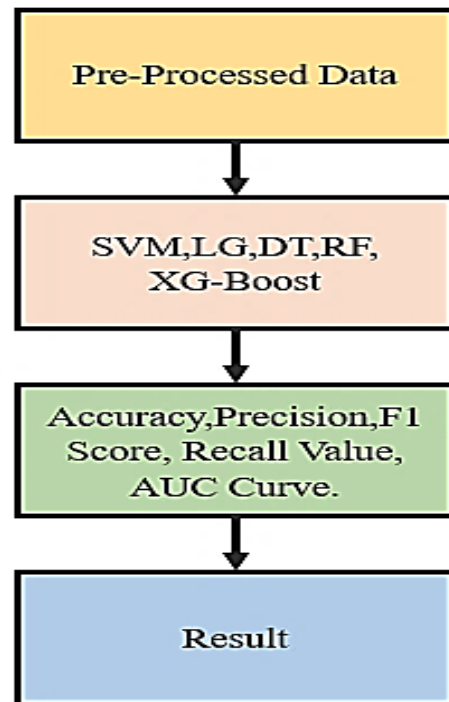 Pre-Processed Data
SVM,LG,DT,RF,
XG-Boost
Accuracy,Precision,F1
Score, Recall Value,
AUC Curve.
Result